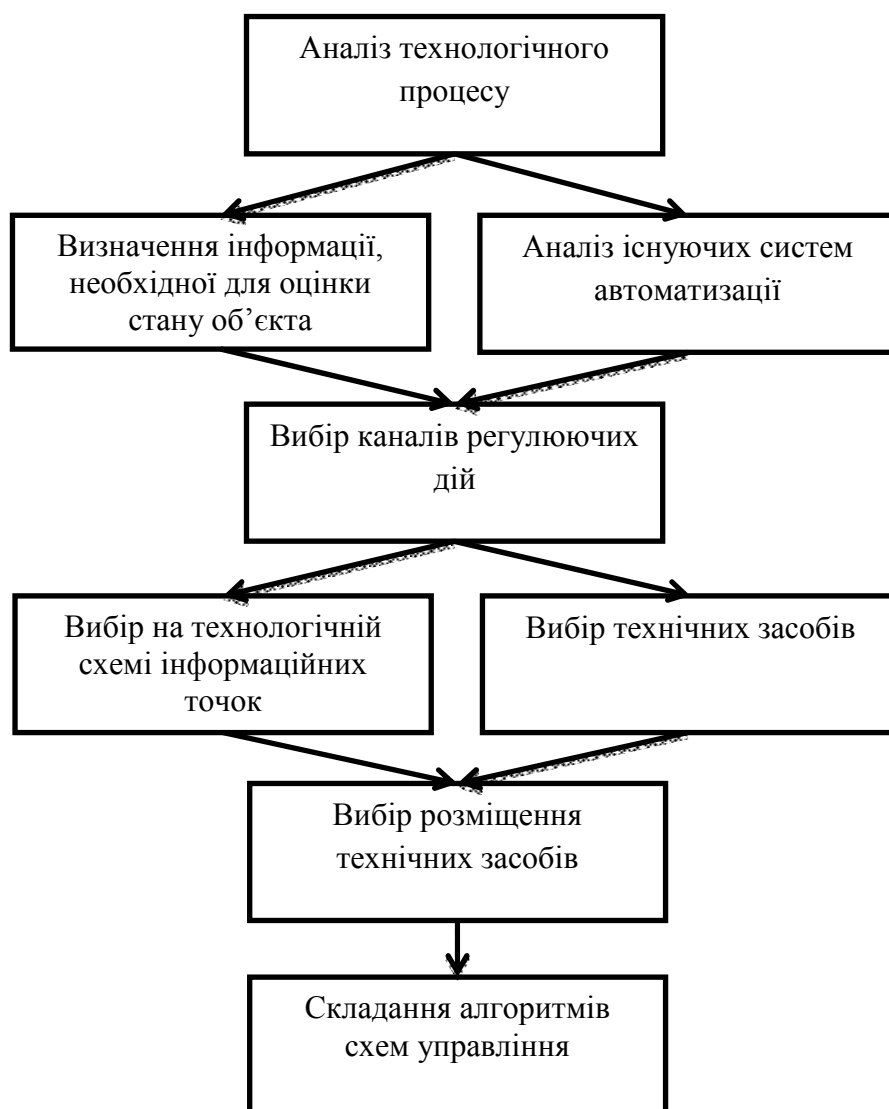 Аналіз технологічного
процесу
Визначення інформації,
необхідної для оцінки
стану об’єкта
Аналіз існуючих систем
автоматизації
Вибір каналів регулюючих
дій
Вибір на технологічній
схемі інформаційних
точок
Вибір технічних засобів
Вибір розміщення
технічних засобів
Складання алгоритмів
схем управління